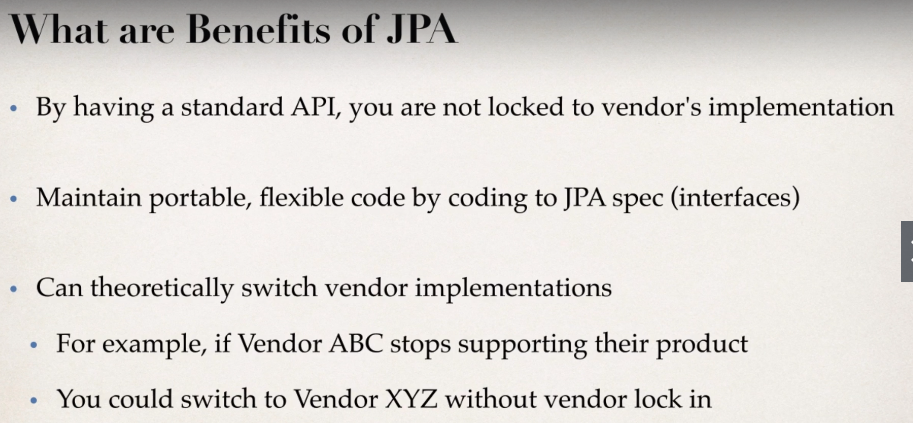 What are Benefits of JPA
• By having a standard API, you are not locked to vendor's implementation
• Maintain portable, flexible code by coding to JPA spec (interfaces)
• Can theoretically switch vendor implementations
• For example, if Vendor ABC stops supporting their product
• You could switch to Vendor XYZ without vendor lock in